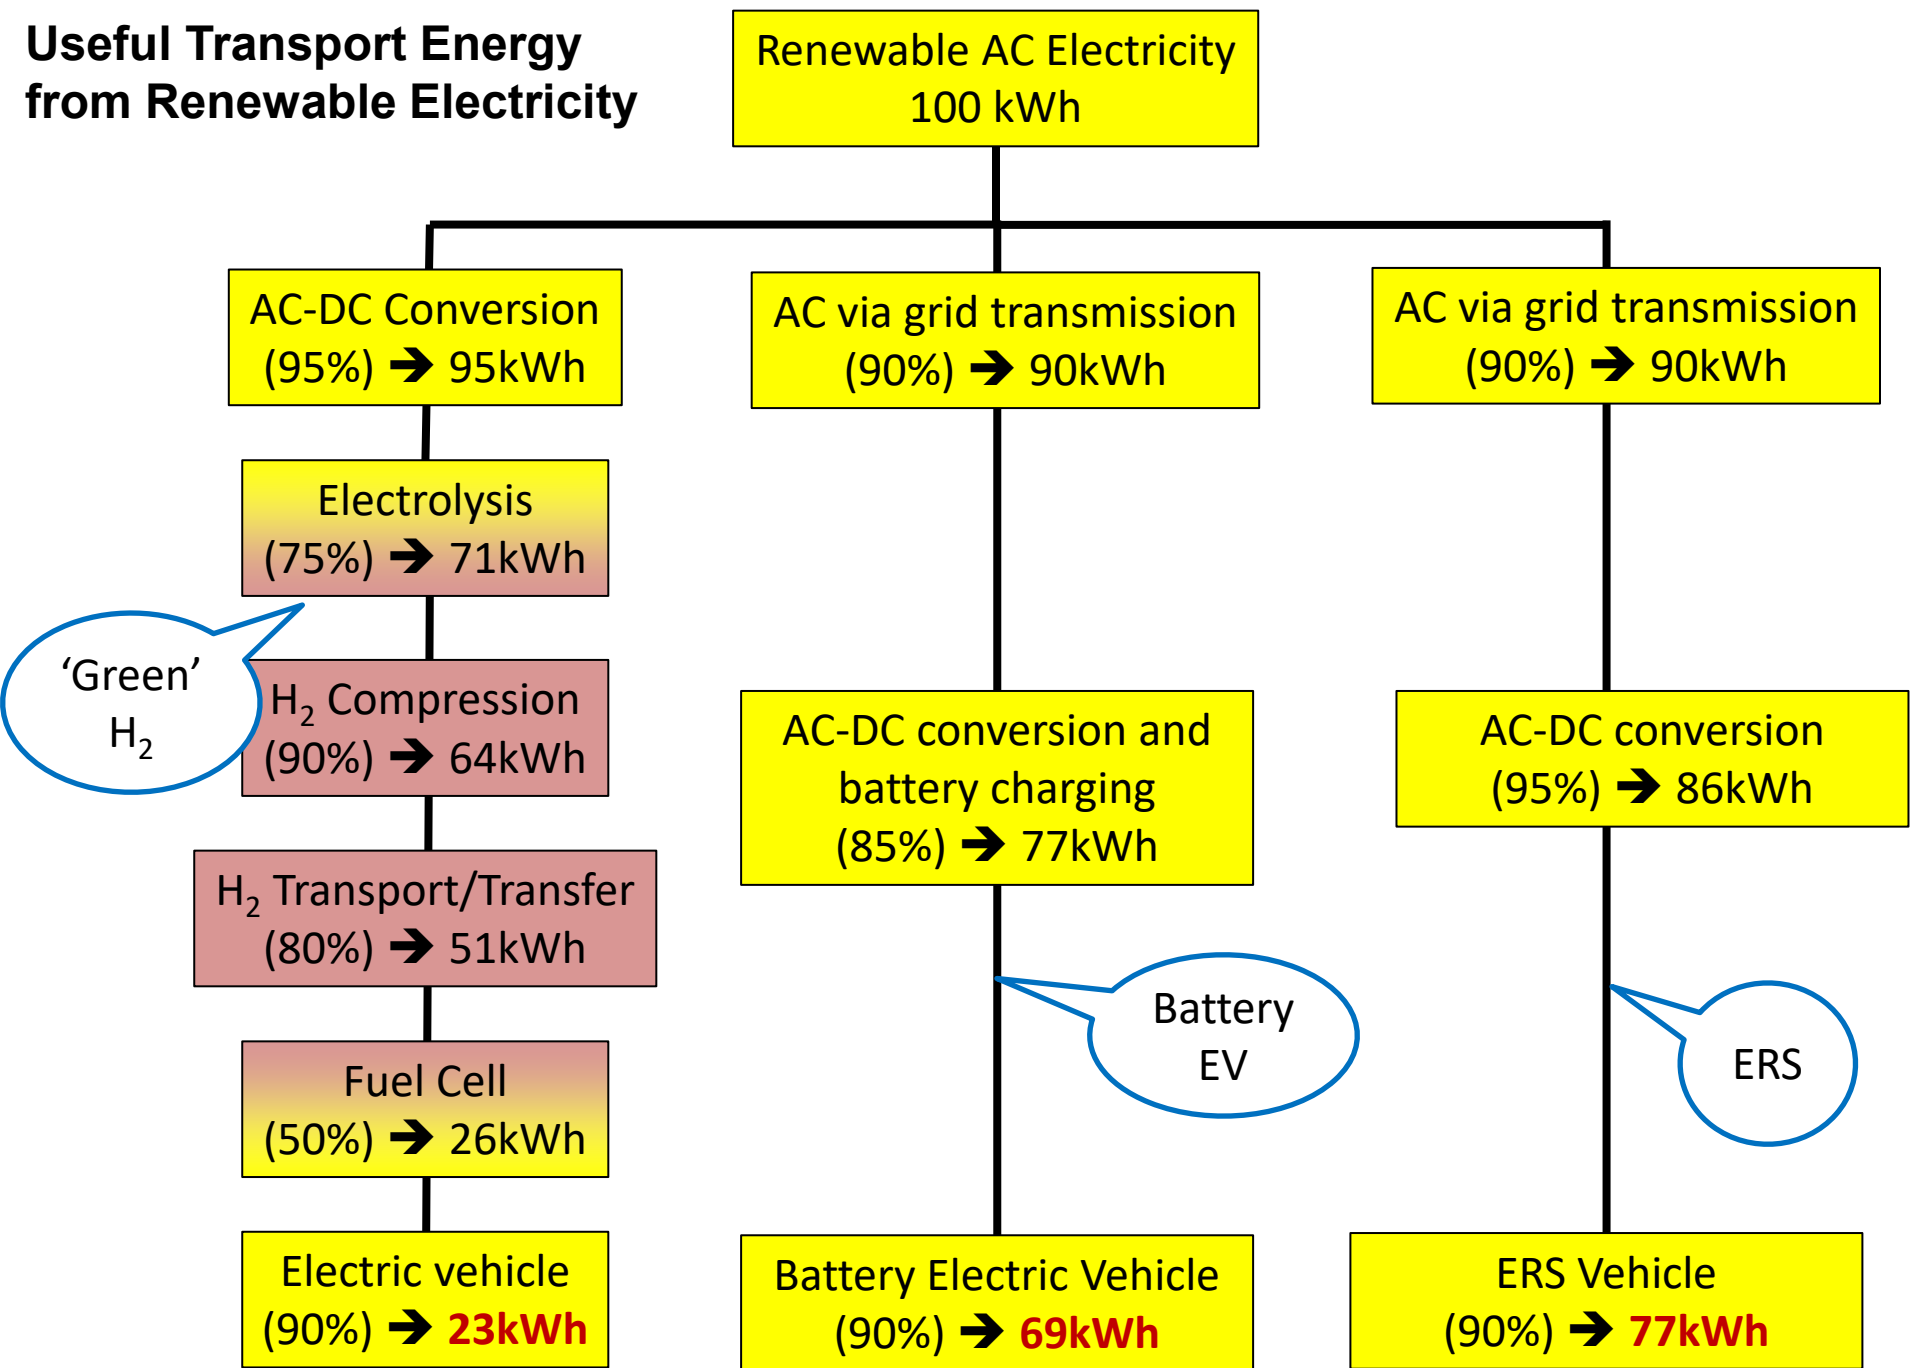 Useful Transport Energy
from Renewable Electricity
Renewable AC Electricity
100 kWh
AC-DC Conversion
(95%) ➔ 95kWh
Electrolysis
(75%) ➔ 71kWh
‘Green’
H₂
H₂ Compression
(90%) ➔ 64kWh
H₂ Transport/Transfer
(80%) ➔ 51kWh
Fuel Cell
(50%) ➔ 26kWh
Electric vehicle
(90%) ➔ 23kWh
AC via grid transmission
(90%) ➔ 90kWh
AC-DC conversion and
battery charging
(85%) ➔ 77kWh
Battery
EV
Battery Electric Vehicle
(90%) ➔ 69kWh
AC via grid transmission
(90%) ➔ 90kWh
AC-DC conversion
(95%) ➔ 86kWh
ERS
ERS Vehicle
(90%) ➔ 77kWh